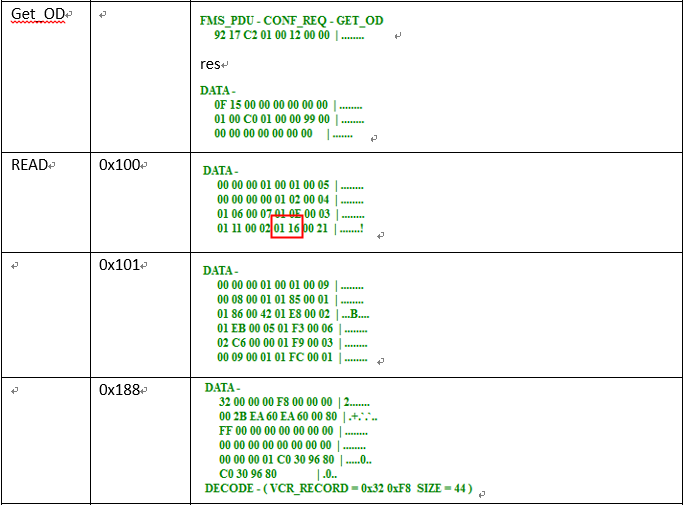 Get_OD
FMS_PDU - CONF_REQ - GET_OD
92 17 C2 01 00 12 00 00 | ........
res
DATA -
0F 15 00 00 00 00 00 00 | ........
01 00 C0 01 00 00 99 00 | ........
00 00 00 00 00 00 00 | .......
READ
0x100
DATA -
00 00 00 01 00 01 00 05 | ........
00 00 00 00 01 02 00 04 | ........
01 06 00 07 01 0E 00 03 | ........
01 11 00 02 01 16 00 21 | .......!
0x101
DATA -
00 00 00 01 00 01 00 09 | ........
00 08 00 01 01 85 00 01 | ........
01 86 00 42 01 E8 00 02 | ...B....
01 EB 00 05 01 F3 00 06 | ........
02 C6 00 00 01 F9 00 03 | ........
00 09 00 01 01 FC 00 01 | ........
0x188
DATA -
32 00 00 00 F8 00 00 00 | 2.......
00 2B EA 60 EA 60 00 80 | .+.`.`..
FF 00 00 00 00 00 00 00 | ........
00 00 00 00 00 00 00 00 | ........
00 00 00 01 C0 30 96 80 | .....0..
C0 30 96 80 | .0..
DECODE - ( VCR_RECORD = 0x32 0xF8 SIZE = 44 )